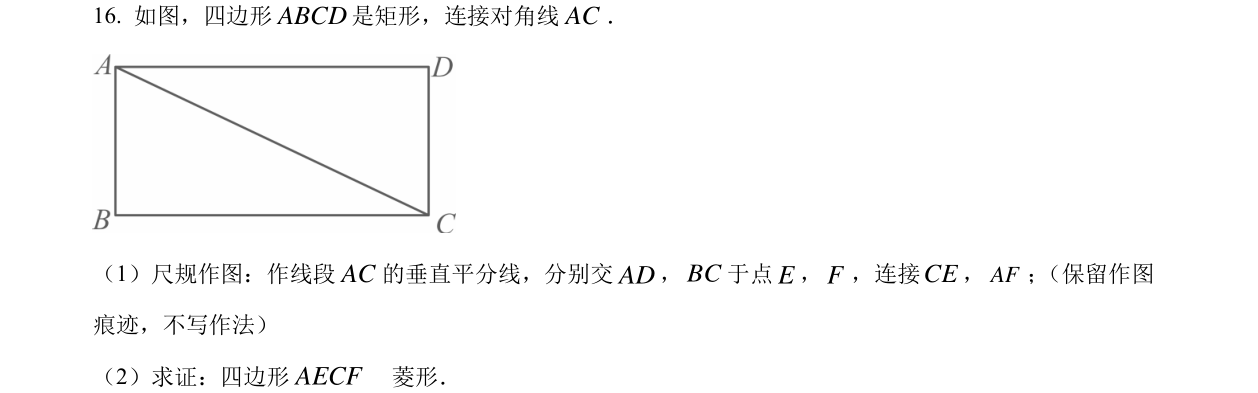 16. 如图，四边形ABCD是矩形，连接对角线AC．
A
D
B
C
（1）尺规作图：作线段AC的垂直平分线，分别交AD，BC于点E，F，连接CE，AF；（保留作图
痕迹，不写作法）
（2）求证：四边形AECF 菱形．